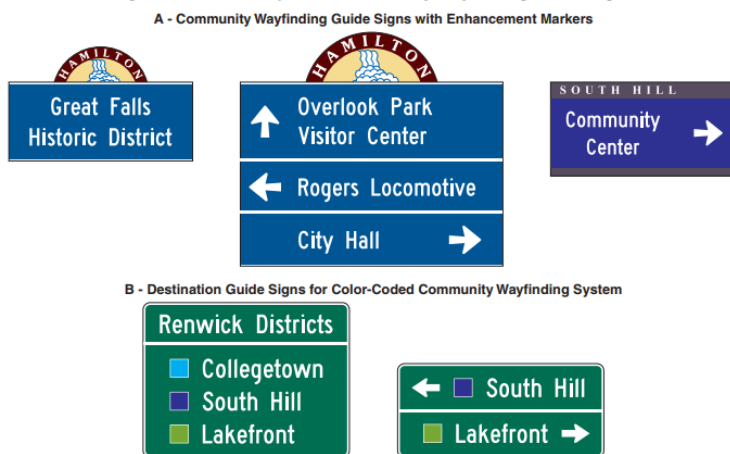 A - Community Wayfinding Guide Signs with Enhancement Markers
HAMILTON
Great Falls
Historic District
HAMILTON
Overlook Park
Visitor Center
Rogers Locomotive
City Hall
SOUTH HILL
Community
Center
B - Destination Guide Signs for Color-Coded Community Wayfinding System
Renwick Districts
Collegetown
South Hill
Lakefront
South Hill
Lakefront